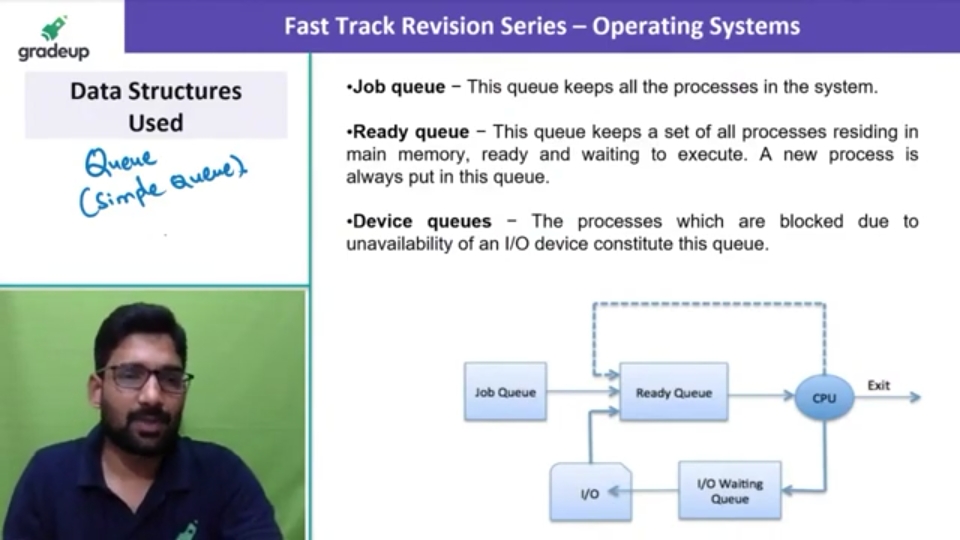 gradeup
Fast Track Revision Series – Operating Systems
Data Structures
Used
Queue
(Simple Queue)
•Job queue – This queue keeps all the processes in the system.
•Ready queue – This queue keeps a set of all processes residing in
main memory, ready and waiting to execute. A new process is
always put in this queue.
•Device queues – The processes which are blocked due to
unavailability of an I/O device constitute this queue.
Job Queue
Ready Queue
CPU
Exit
I/O
I/O Waiting
Queue